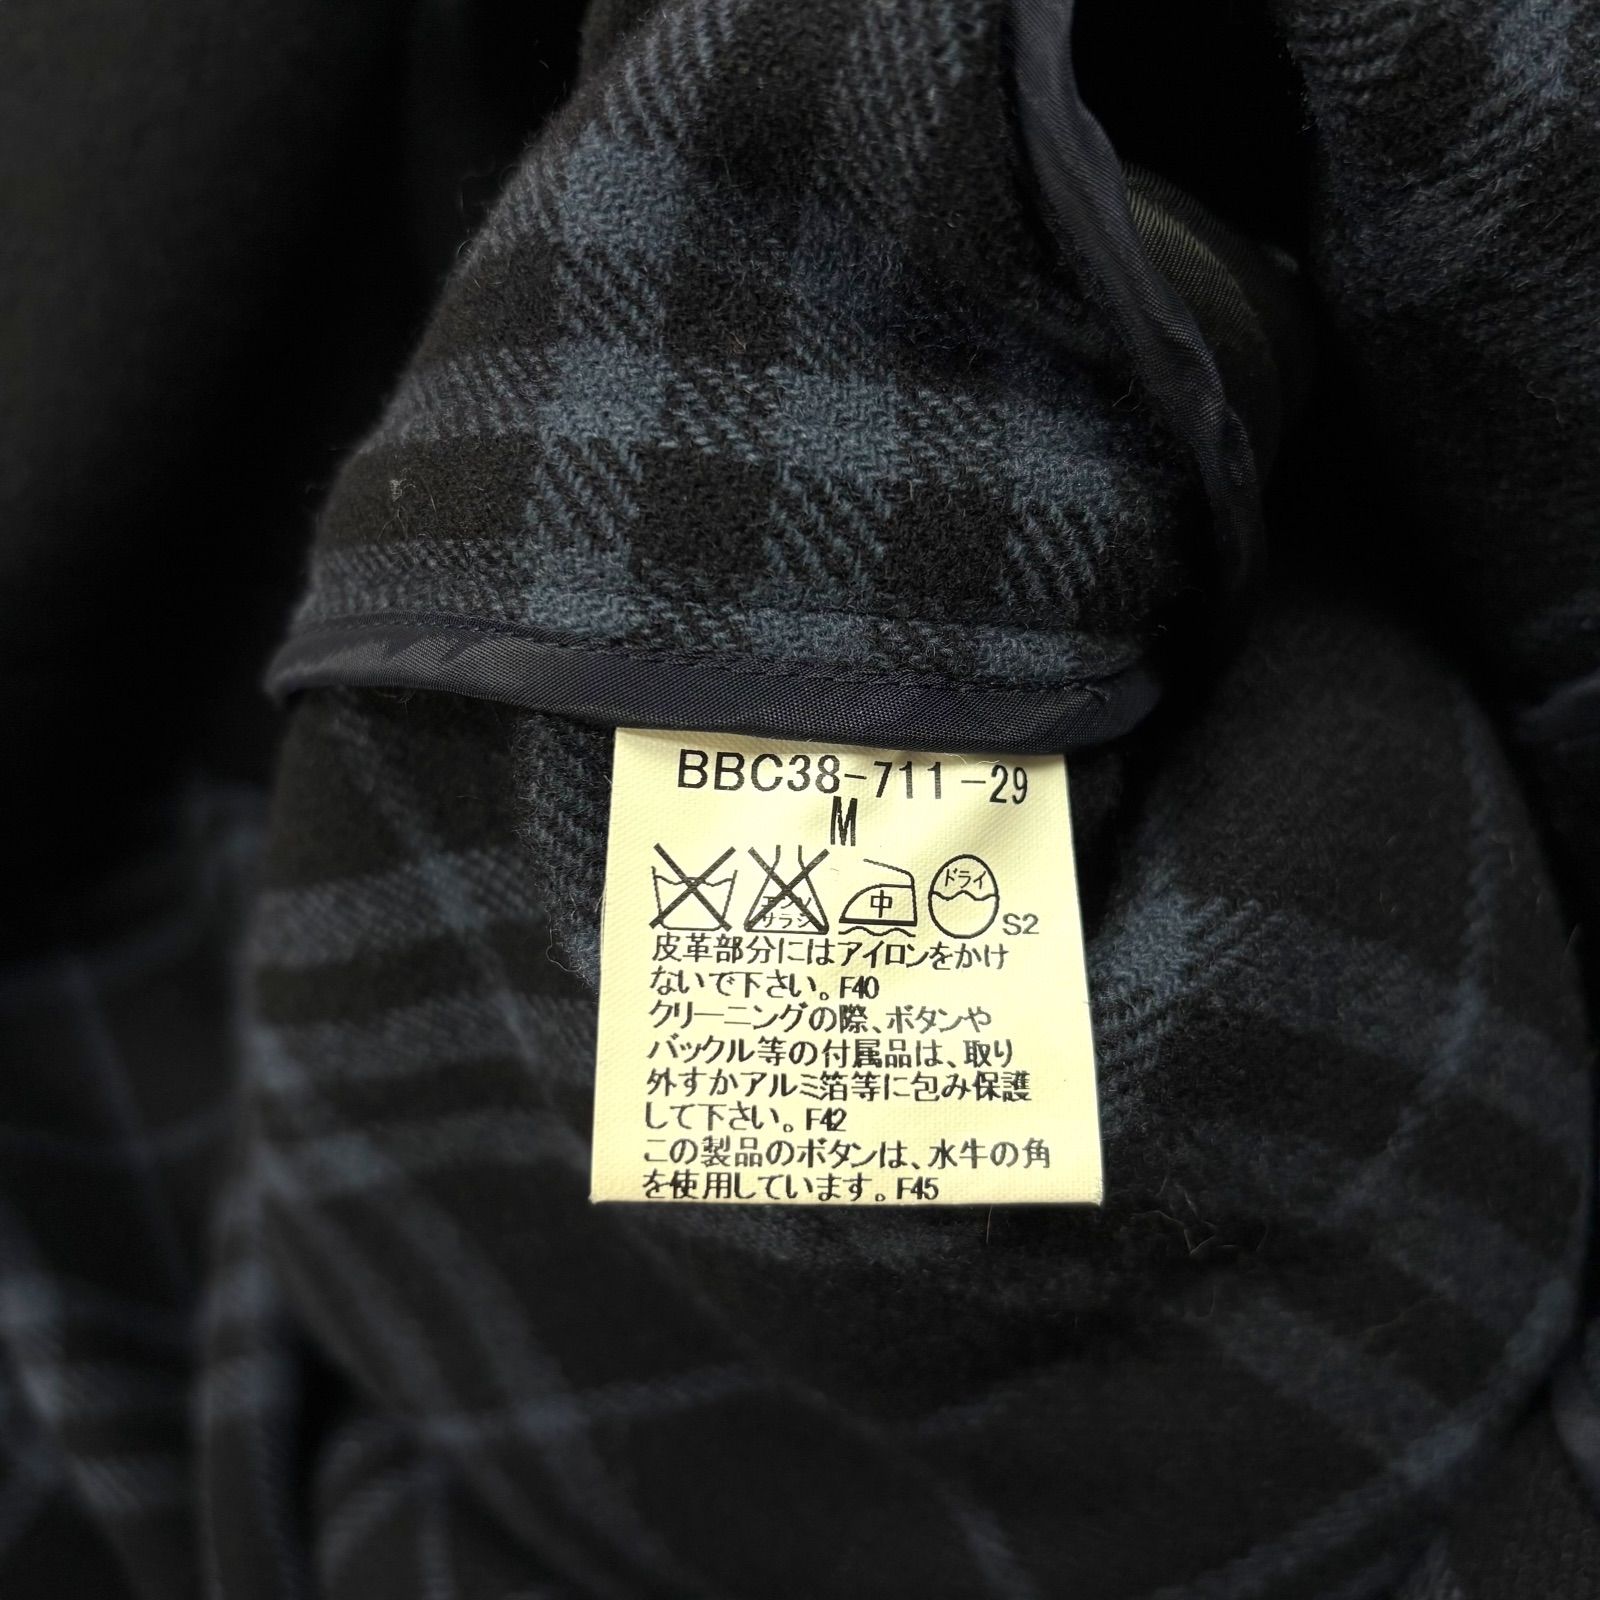 BBC38-711-29
M
エンソ サラシ
中
ドライ
S2
皮革部分にはアイロンをかけ
ないで下さい。F40
クリーニングの際、ボタンや
バックル等の付属品は、取り
外すかアルミ箔等に包み保護
して下さい。F42
この製品のボタンは、水牛の角
を使用しています。F45